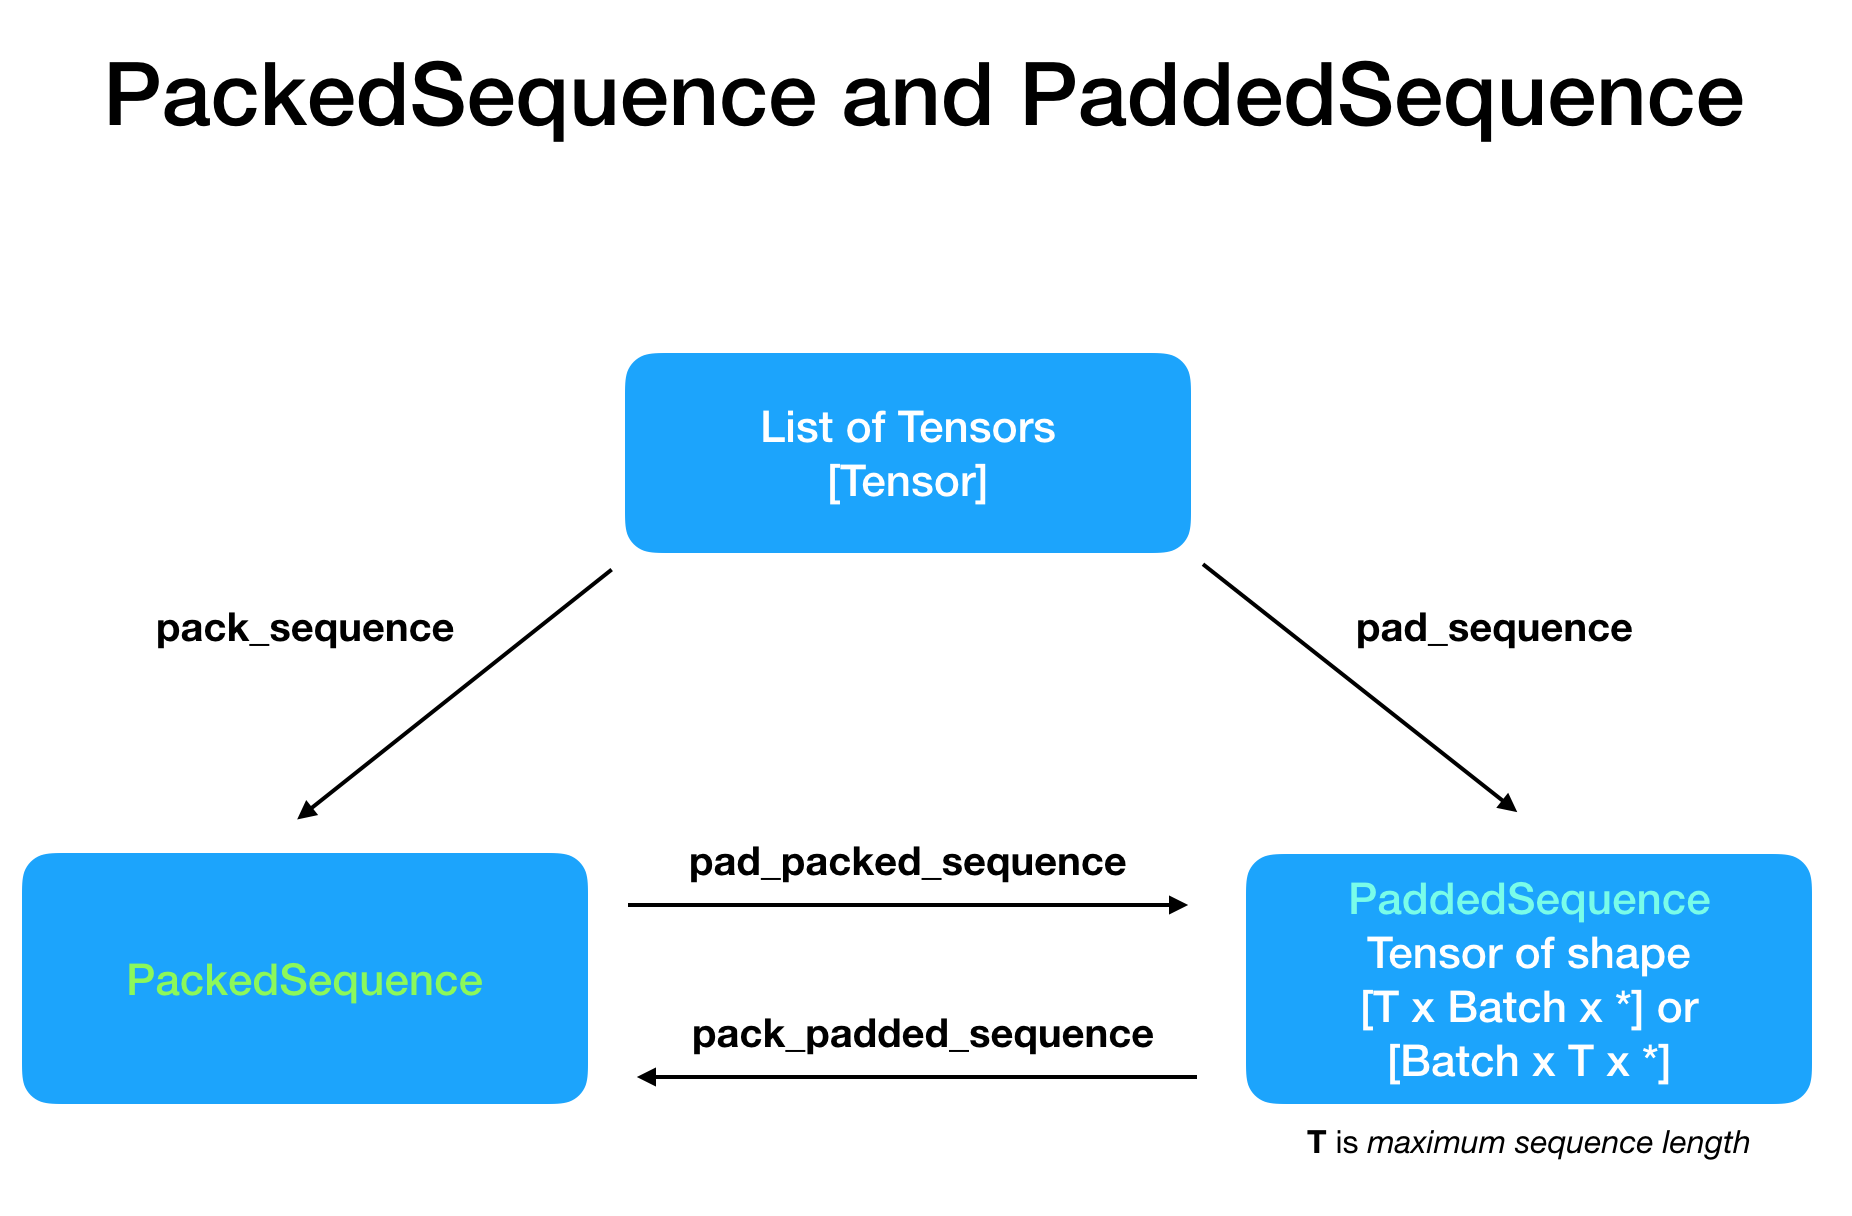 PackedSequence and PaddedSequence
List of Tensors
[Tensor]
pack_sequence
pad_sequence
pad_packed_sequence
PackedSequence
pack_padded_sequence
PaddedSequence
Tensor of shape
[T x Batch x *] or
[Batch x T x *]
T is maximum sequence length